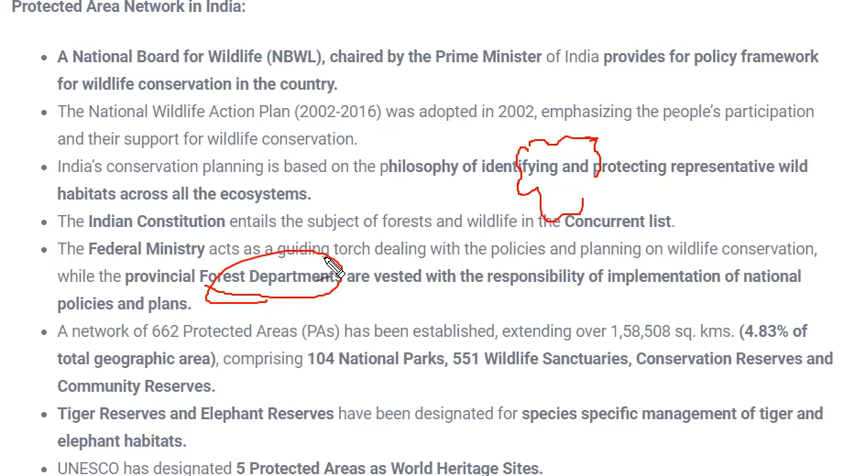 Protected Area Network in India:
• A National Board for Wildlife (NBWL), chaired by the Prime Minister of India provides for policy framework
for wildlife conservation in the country.
• The National Wildlife Action Plan (2002-2016) was adopted in 2002, emphasizing the people's participation
and their support for wildlife conservation.
• India's conservation planning is based on the philosophy of identifying and protecting representative wild
habitats across all the ecosystems.
• The Indian Constitution entails the subject of forests and wildlife in the Concurrent list.
• The Federal Ministry acts as a guiding torch dealing with the policies and planning on wildlife conservation,
while the provincial Forest Departments are vested with the responsibility of implementation of national
policies and plans.
• A network of 662 Protected Areas (PAs) has been established, extending over 1,58,508 sq. kms. (4.83% of
total geographic area), comprising 104 National Parks, 551 Wildlife Sanctuaries, Conservation Reserves and
Community Reserves.
• Tiger Reserves and Elephant Reserves have been designated for species specific management of tiger and
elephant habitats.
• UNESCO has designated 5 Protected Areas as World Heritage Sites.